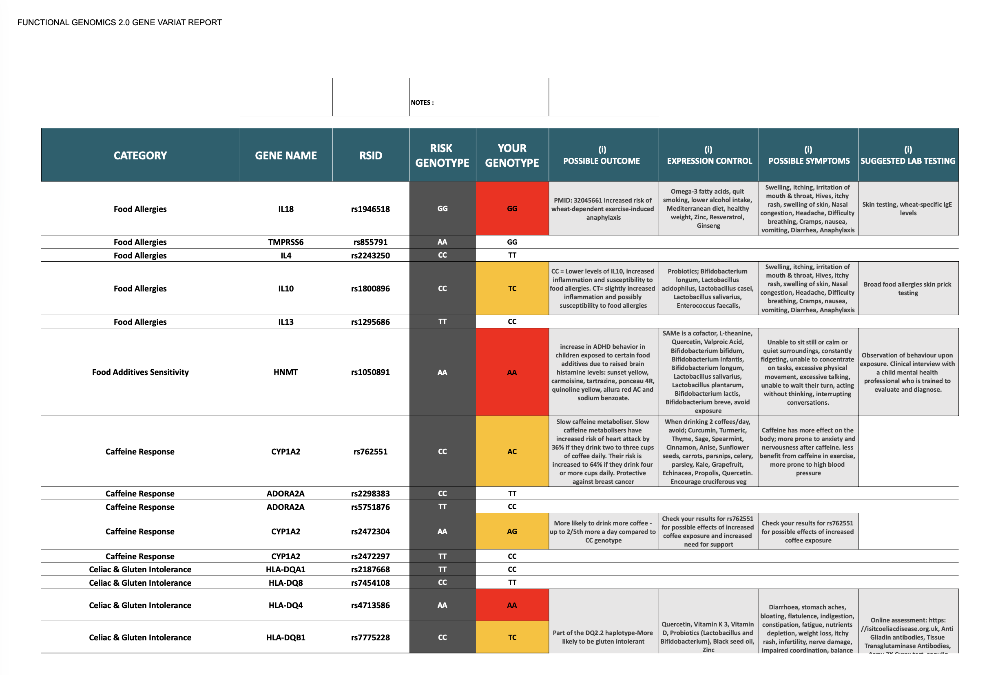 FUNCTIONAL GENOMICS 2.0 GENE VARIAT REPORT
NOTES :
CATEGORY
GENE NAME
RSID
RISK
GENOTYPE
YOUR
GENOTYPE
(i)
POSSIBLE OUTCOME
(i)
EXPRESSION CONTROL
(i)
POSSIBLE SYMPTOMS
(i)
SUGGESTED LAB TESTING
Food Allergies
IL18
rs1946518
GG
GG
PMID: 32045661 Increased risk of
wheat-dependent exercise-induced
anaphylaxis
Omega-3 fatty acids, quit
smoking, lower alcohol intake,
Mediterranean diet, healthy
weight, Zinc, Resveratrol,
Ginseng
Swelling, itching, irritation of
mouth & throat, Hives, itchy
rash, swelling of skin, Nasal
congestion, Headache, Difficulty
breathing, Cramps, nausea,
vomiting, Diarrhea, Anaphylaxis
Skin testing, wheat-specific IgE
levels
Food Allergies
TMPRSS6
rs855791
AA
GG
Food Allergies
IL4
rs2243250
CC
TT
Food Allergies
IL10
rs1800896
CC
TC
CC = Lower levels of IL10, increased
inflammation and susceptibility to
food allergies. CT= slightly increased
inflammation and possibly
susceptibility to food allergies
Probiotics; Bifidobacterium
longum, Lactobacillus
acidophilus, Lactobacillus casei,
Lactobacillus salivarius,
Enterococcus faecalis,
Swelling, itching, irritation of
mouth & throat, Hives, itchy
rash, swelling of skin, Nasal
congestion, Headache, Difficulty
breathing, Cramps, nausea,
vomiting, Diarrhea, Anaphylaxis
Broad food allergies skin prick
testing
Food Allergies
IL13
rs1295686
TT
CC
Food Additives Sensitivity
HNMT
rs1050891
AA
AA
increase in ADHD behavior in
children exposed to certain food
additives due to raised brain
histamine levels: sunset yellow,
carmoisine, tartrazine, ponceau 4R,
quinoline yellow, allura red AC and
sodium benzoate.
SAMe is a cofactor, L-theanine,
Quercetin, Valproic Acid,
Bifidobacterium bifidum,
Bifidobacterium Infantis,
Bifidobacterium longum,
Lactobacillus salivarius,
Lactobacillus plantarum,
Bifidobacterium lactis,
Bifidobacterium breve, avoid
exposure
Unable to sit still or calm or
quiet surroundings, constantly
fidgeting, unable to concentrate
on tasks, excessive physical
movement, excessive talking,
unable to wait their turn, acting
without thinking, interrupting
conversations.
Observation of behaviour upon
exposure. Clinical interview with
a child mental health
professional who is trained to
evaluate and diagnose.
Caffeine Response
CYP1A2
rs762551
CC
AC
Slow caffeine metaboliser. Slow
caffeine metabolisers have
increased risk of heart attack by
36% if they drink two to three cups
of coffee daily. Their risk is
increased to 64% if they drink four
or more cups daily. Protective
against breast cancer
When drinking 2 coffees/day,
avoid; Curcumin, Turmeric,
Thyme, Sage, Spearmint,
Cinnamon, Anise, Sunflower
seeds, carrots, parsnips, celery,
parsley, Kale, Grapefruit,
Echinacea, Propolis, Quercetin.
Encourage cruciferous veg
Caffeine has more effect on the
body; more prone to anxiety and
nervousness after caffeine. less
benefit from caffeine in exercise,
more prone to high blood
pressure
Caffeine Response
ADORA2A
rs2298383
CC
TT
Caffeine Response
ADORA2A
rs5751876
TT
CC
Caffeine Response
CYP1A2
rs2472304
AA
AG
More likely to drink more coffee -
up to 2/5th more a day compared to
CC genotype
Check your results for rs762551
for possible effects of increased
coffee exposure and increased
need for support
Check your results for rs762551
for possible effects of increased
coffee exposure
Caffeine Response
CYP1A2
rs2472297
TT
CC
Celiac & Gluten Intolerance
HLA-DQA1
rs2187668
TT
CC
Celiac & Gluten Intolerance
HLA-DQ8
rs7454108
CC
TT
Celiac & Gluten Intolerance
HLA-DQ4
rs4713586
AA
AA
Celiac & Gluten Intolerance
HLA-DQB1
rs7775228
CC
TC
Part of the DQ2.2 haplotype-More
likely to be gluten intolerant
Quercetin, Vitamin K 3, Vitamin
D, Probiotics (Lactobacillus and
Bifidobacterium), Black seed oil,
Zinc
Diarrhoea, stomach aches,
bloating, flatulence, indigestion,
constipation, fatigue, nutrients
depletion, weight loss, itchy
rash, infertility, nerve damage,
impaired coordination, balance
Online assessment: https:
//isitcoeliacdisease.org.uk, Anti
Gliadin antibodies, Tissue
Transglutaminase Antibodies,